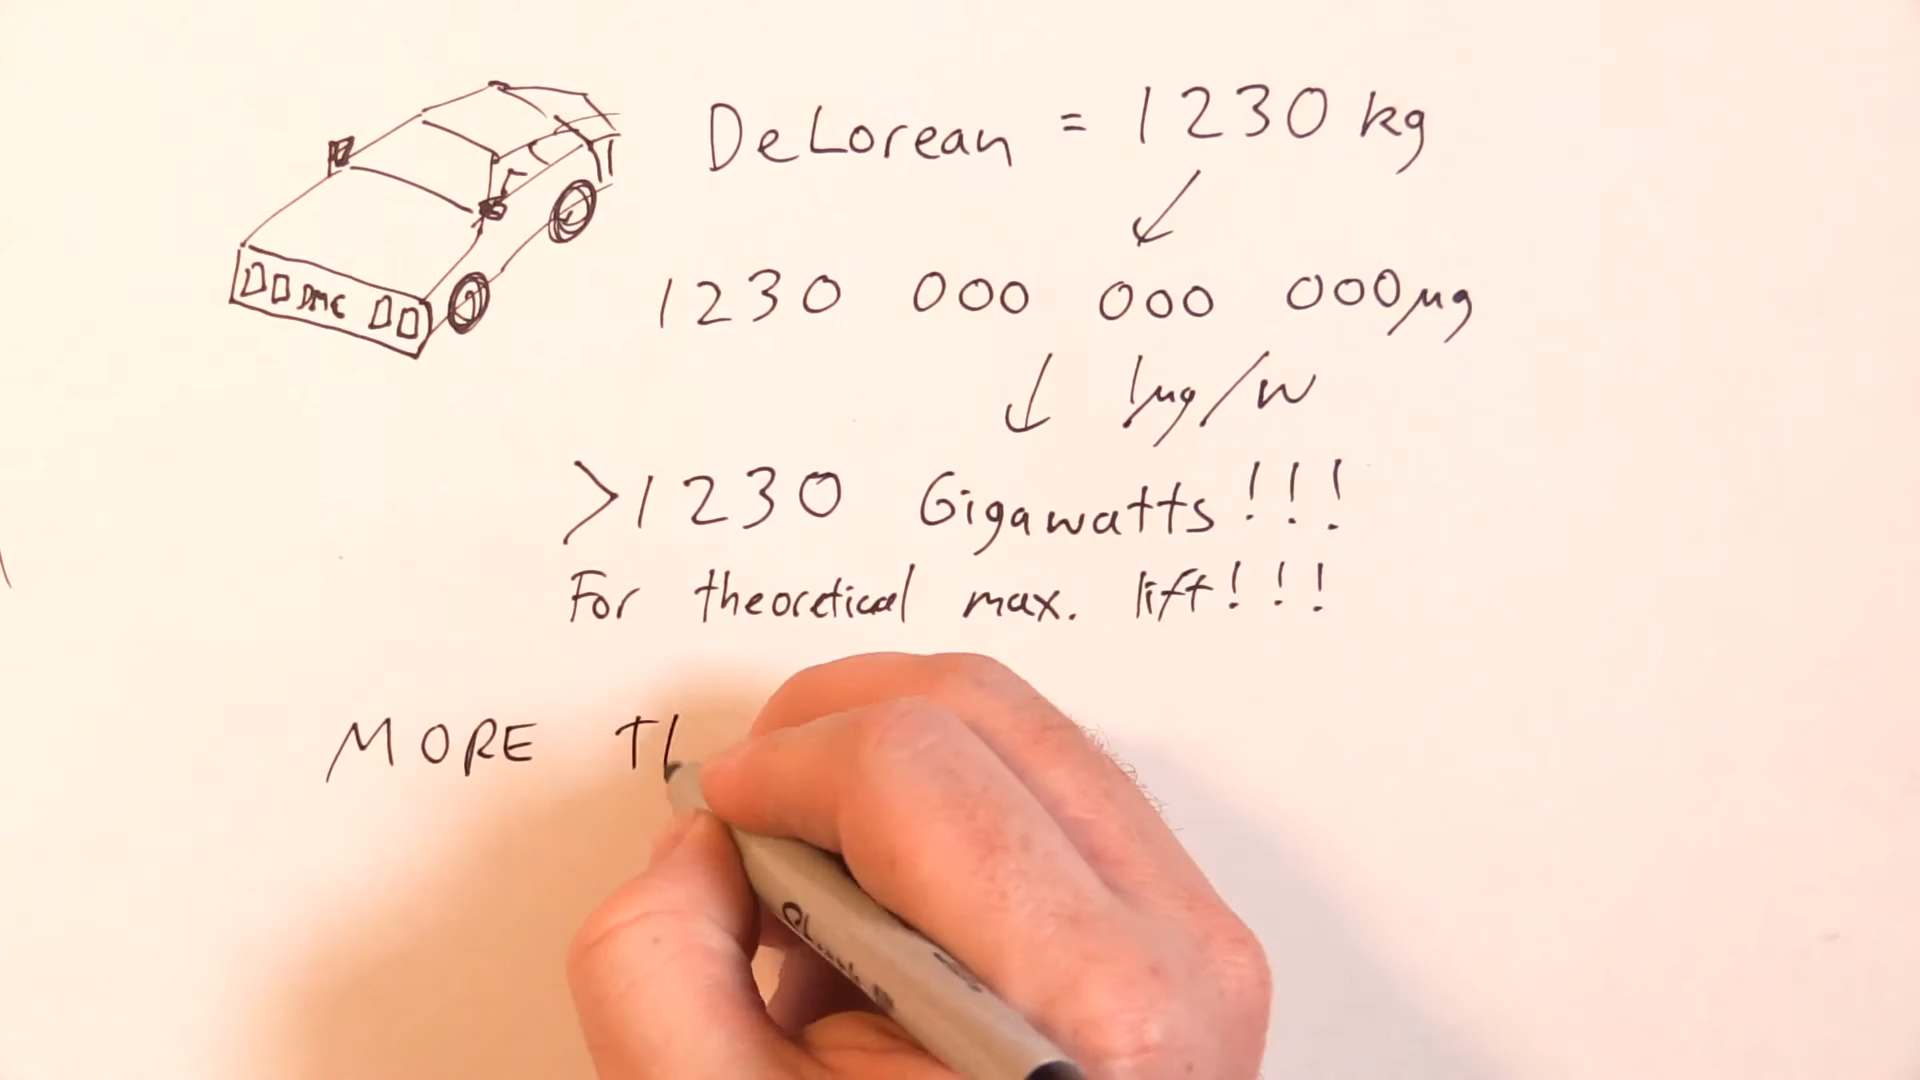 DeLorean = 1230 kg
1230 000 000 000µg
1µg/W
>1230 Gigawatts!!!
For theoretical max. lift!!!
MORE
DMC